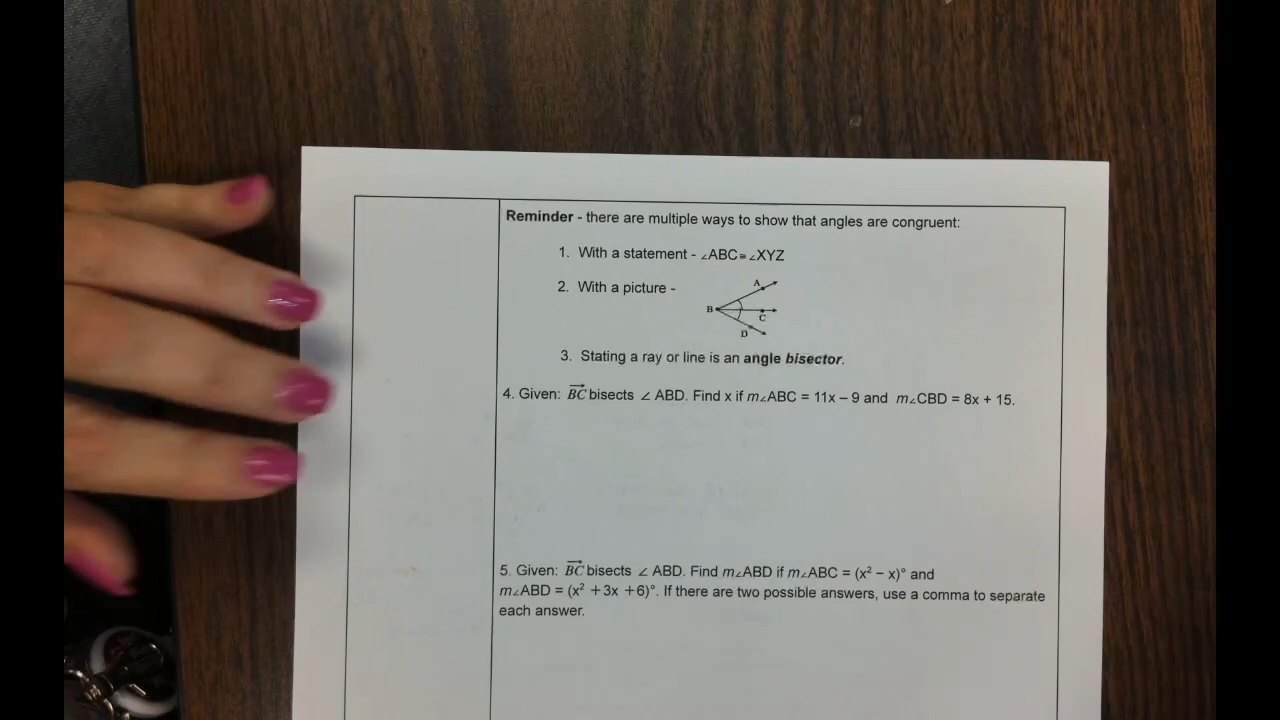 Reminder - there are multiple ways to show that angles are congruent:
1. With a statement - ∠ABC≅∠XYZ
2. With a picture -
A
B
C
D
3. Stating a ray or line is an angle bisector.
4. Given: $\overrightarrow{BC}$ bisects ∠ ABD. Find x if m∠ABC = 11x – 9 and m∠CBD = 8x + 15.
5. Given: $\overrightarrow{BC}$ bisects ∠ ABD. Find m∠ABD if m∠ABC = (x² – x)° and
m∠ABD = (x² +3x +6)°. If there are two possible answers, use a comma to separate
each answer.